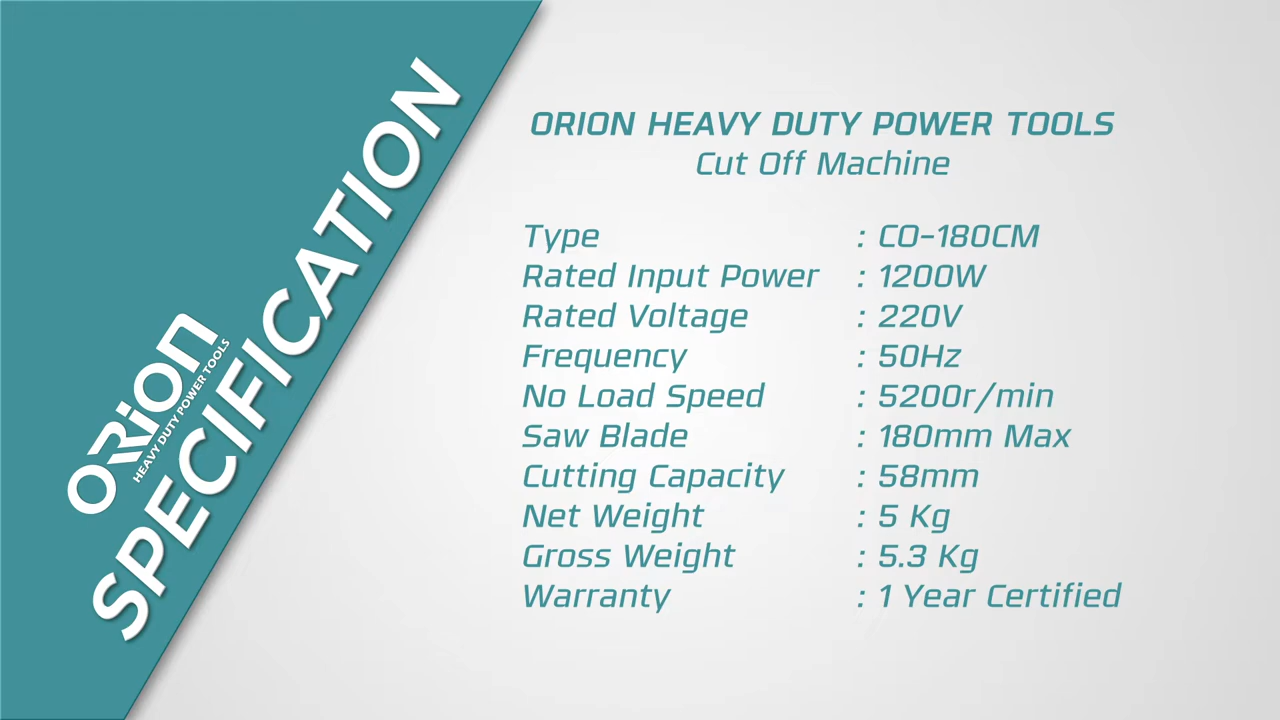 ORION
HEAVY DUTY POWER TOOLS
SPECIFICATION
ORION HEAVY DUTY POWER TOOLS
Cut Off Machine
Type : CO-180CM
Rated Input Power : 1200W
Rated Voltage : 220V
Frequency : 50Hz
No Load Speed : 5200r/min
Saw Blade : 180mm Max
Cutting Capacity : 58mm
Net Weight : 5 Kg
Gross Weight : 5.3 Kg
Warranty : 1 Year Certified